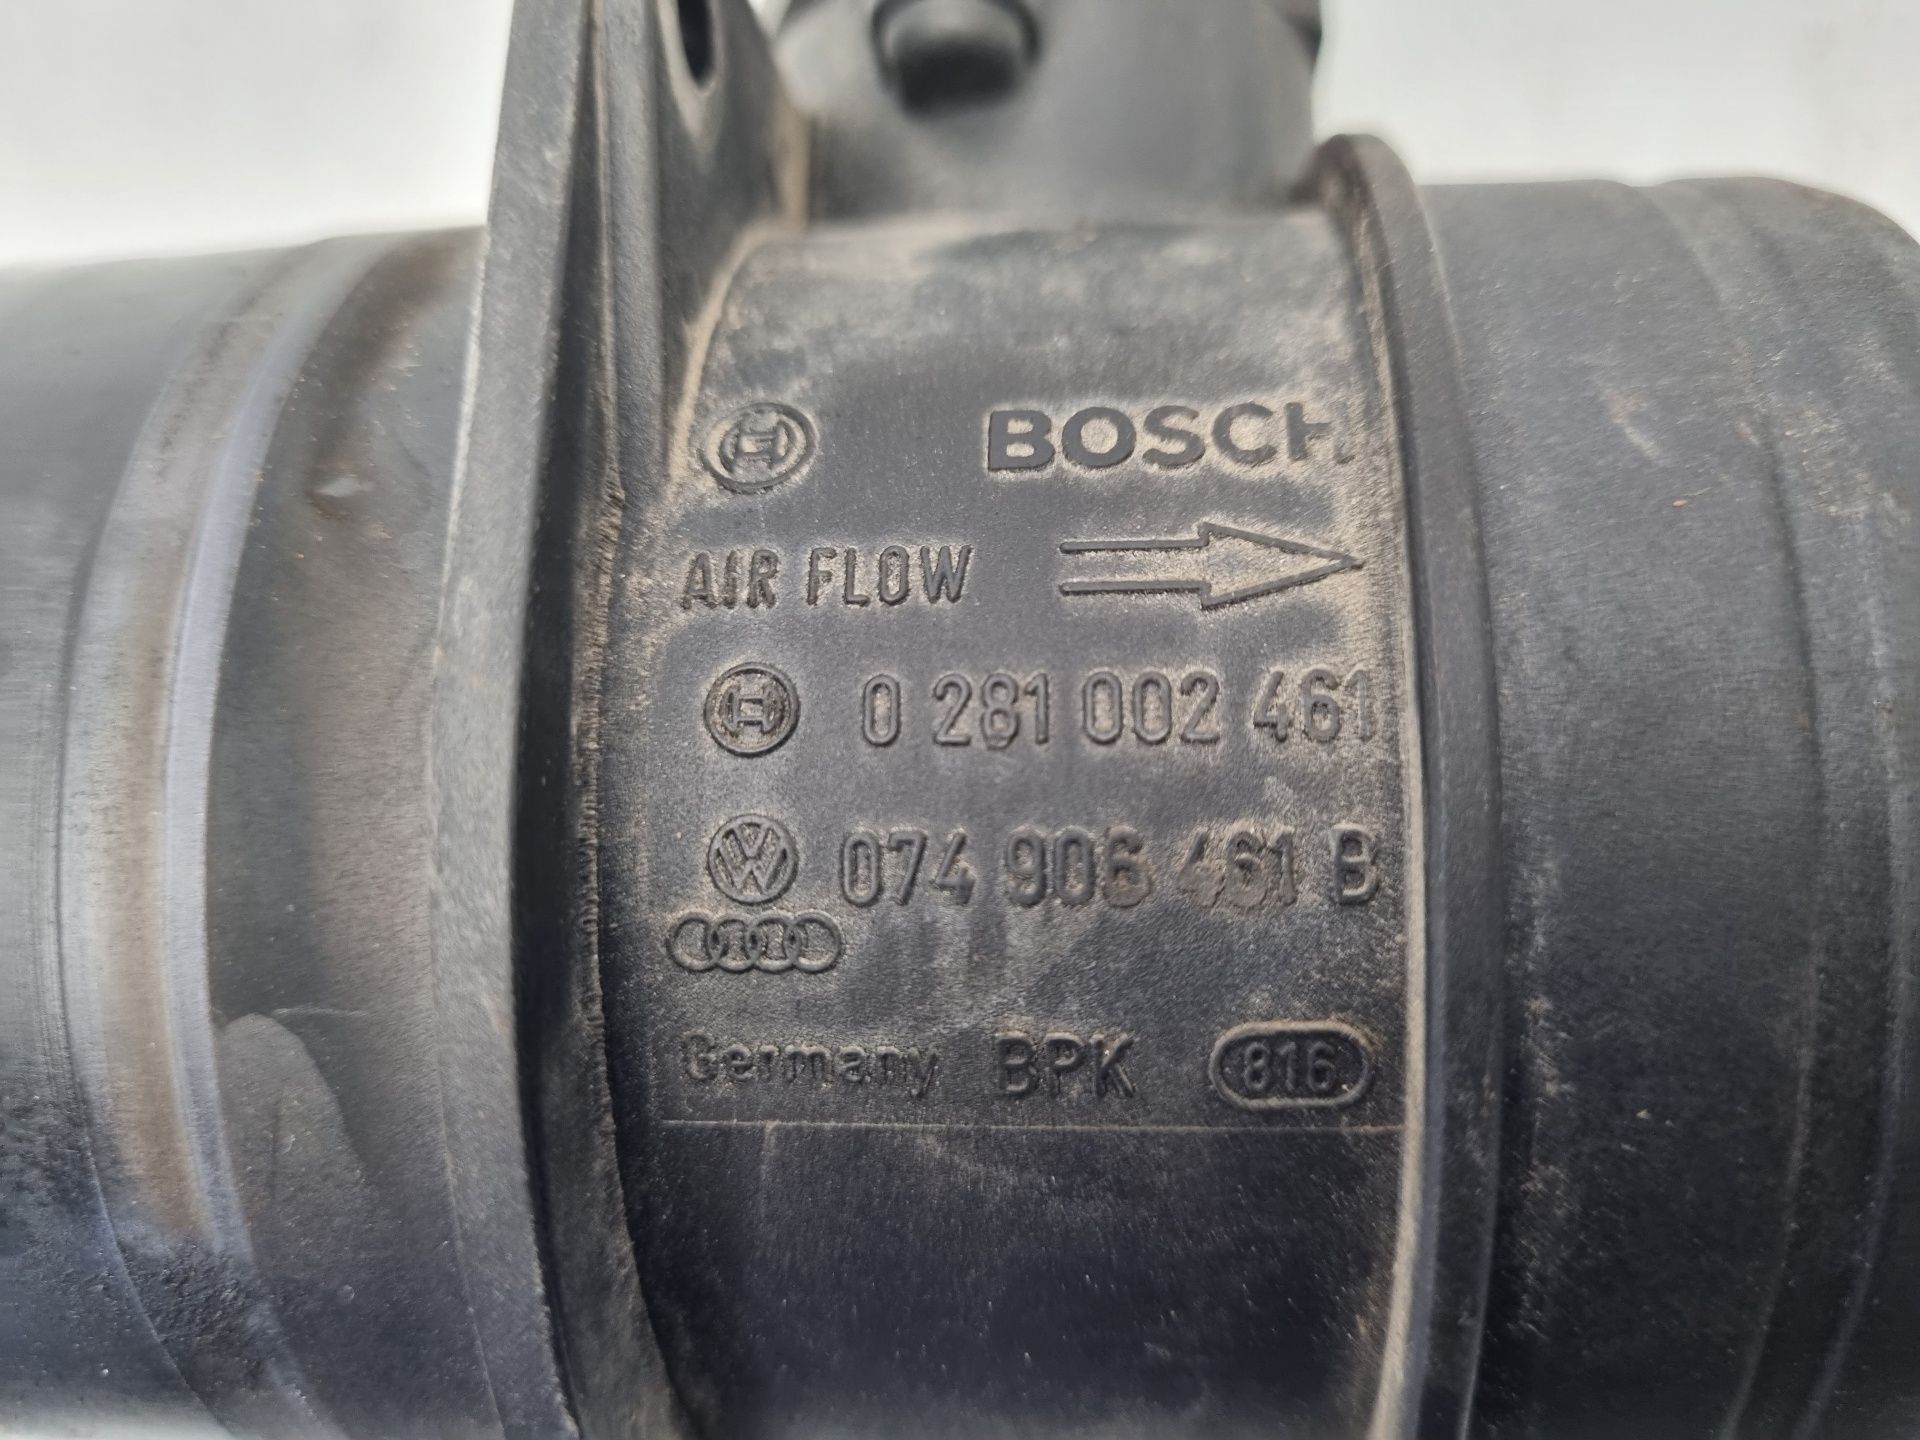 BOSCH
AIR FLOW
0 281 002 461
074 906 461 B
Germany BPK 816